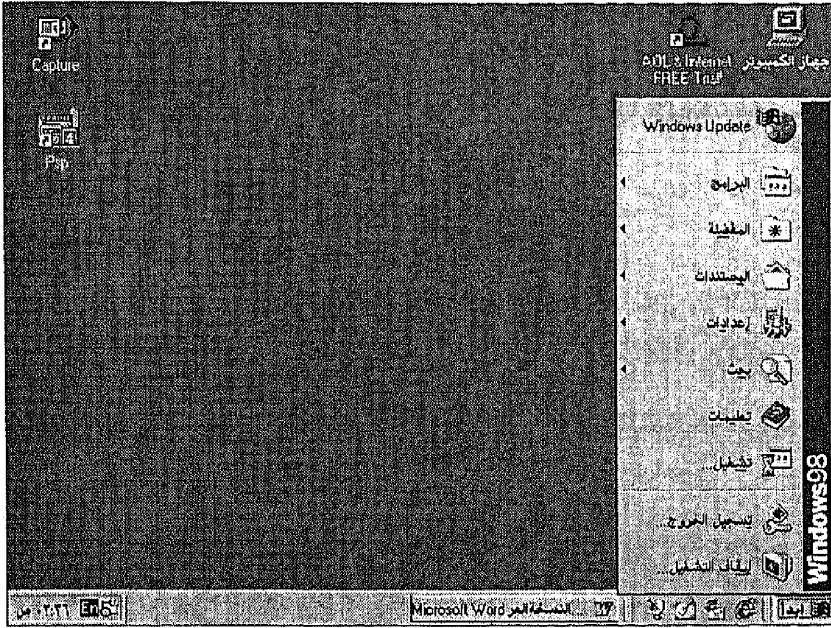 جهاز الكمبيوتر
AOL & Internet
FREE Trial
Capture
Psp
Windows Update
البرامج
المفضلة
المستندات
إعدادات
بحث
تعليمات
تشغيل...
تسجيل الخروج...
إيقاف التشغيل...
Windows98
ابدأ
Microsoft Word
En
ص